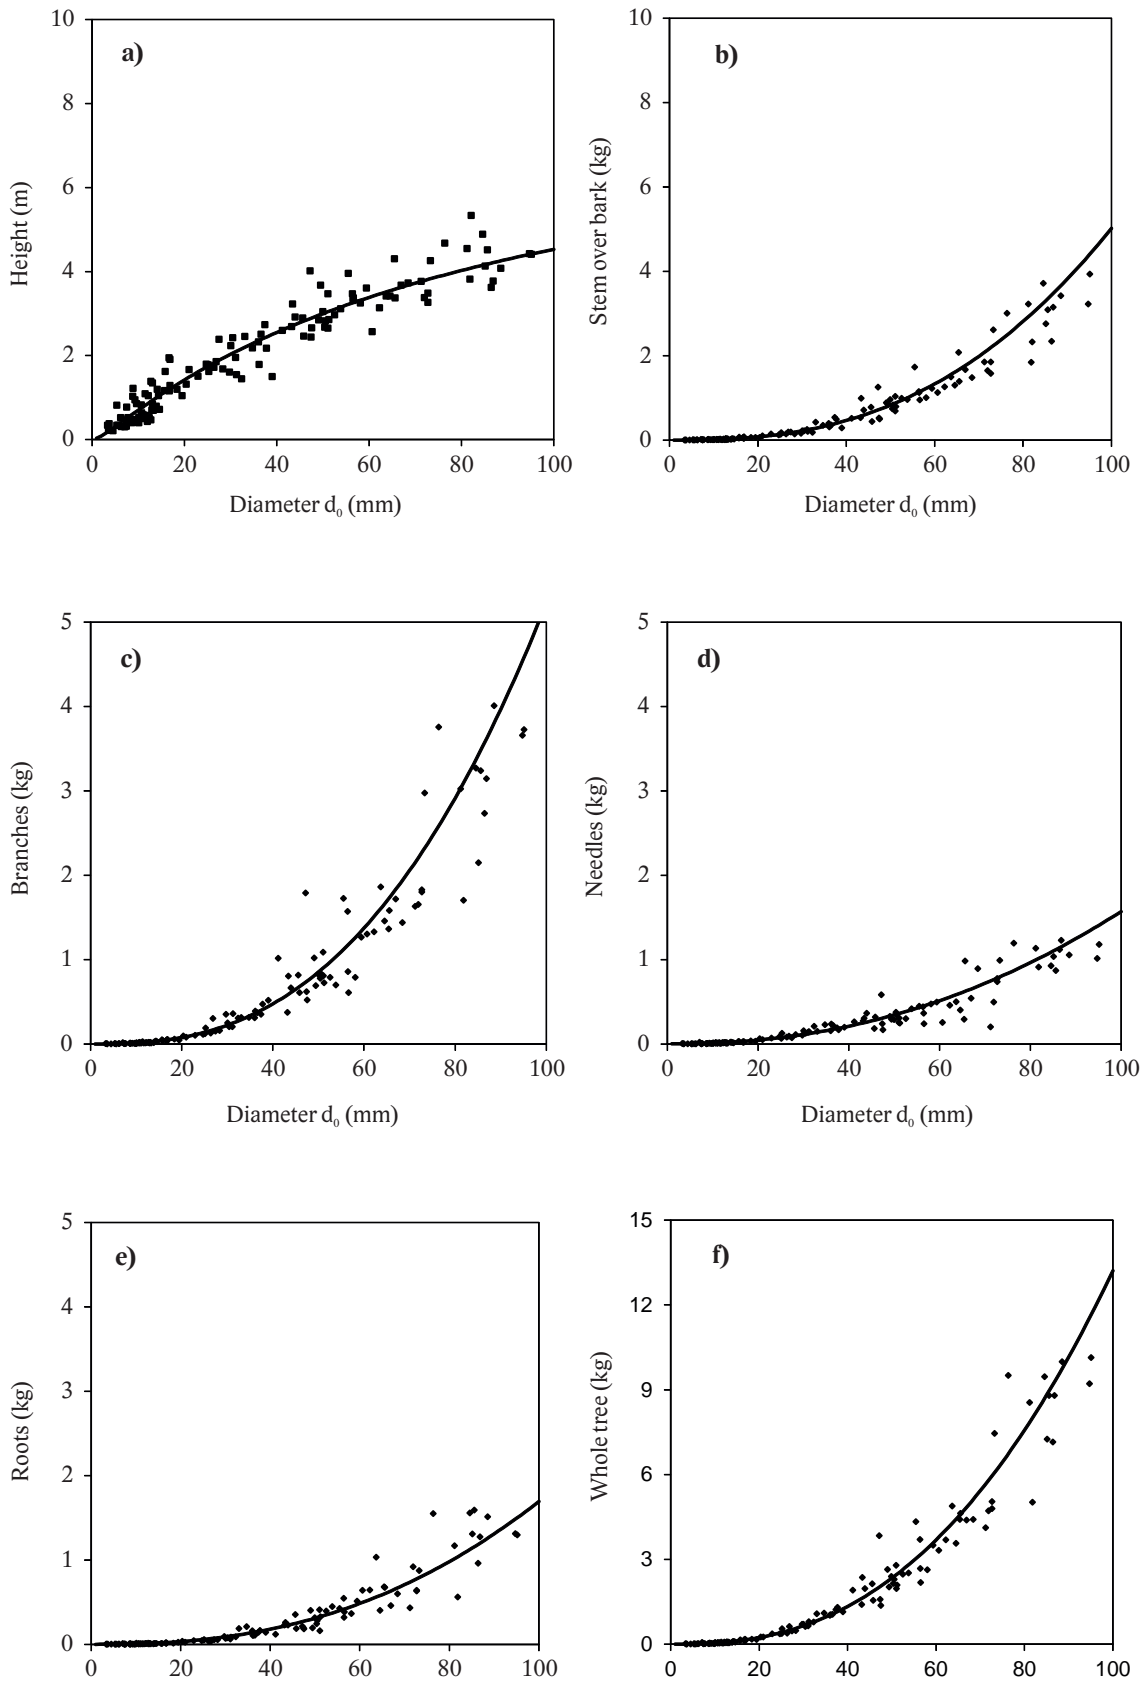 a)
10
8
6
4
2
0
Height (m)
0 20 40 60 80 100
Diameter d₀ (mm)
b)
10
8
6
4
2
0
Stem over bark (kg)
0 20 40 60 80 100
Diameter d₀ (mm)
c)
5
4
3
2
1
0
Branches (kg)
0 20 40 60 80 100
Diameter d₀ (mm)
d)
5
4
3
2
1
0
Needles (kg)
0 20 40 60 80 100
Diameter d₀ (mm)
e)
5
4
3
2
1
0
Roots (kg)
0 20 40 60 80 100
f)
15
12
9
6
3
0
Whole tree (kg)
0 20 40 60 80 100